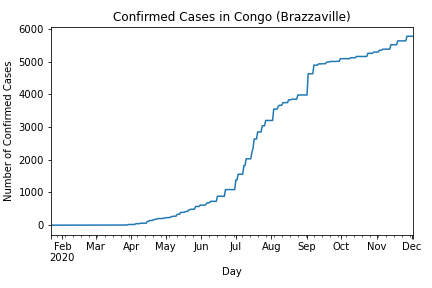 Confirmed Cases in Congo (Brazzaville)
Number of Confirmed Cases
6000
5000
4000
3000
2000
1000
0
Feb Mar Apr May Jun Jul Aug Sep Oct Nov Dec
2020
Day